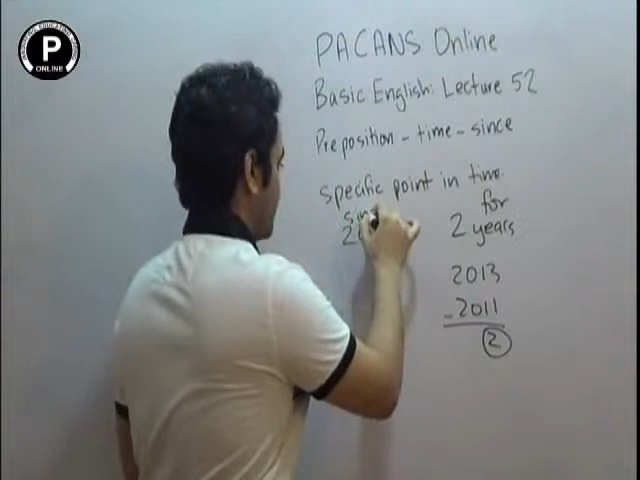 P
ONLINE
PACANS Online
Basic English: Lecture 52
Preposition - time - since
specific point in time.
for
2 years
2013
- 2011
2